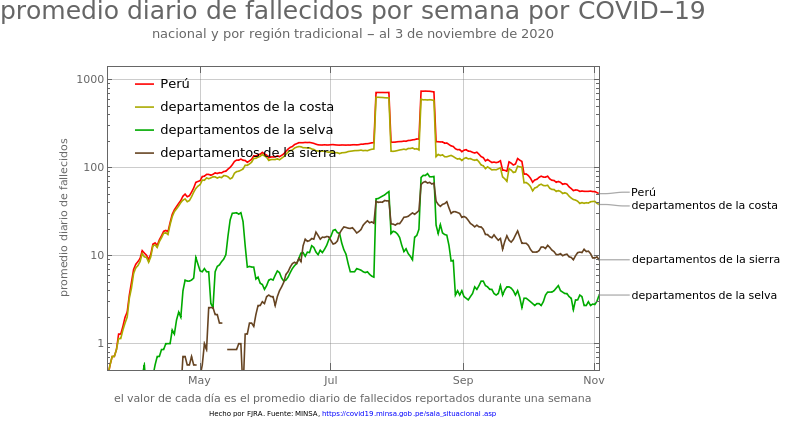 promedio diario de fallecidos por semana por COVID−19
nacional y por región tradicional − al 3 de noviembre de 2020
promedio diario de fallecidos
1000
100
10
1
Perú
departamentos de la costa
departamentos de la selva
departamentos de la sierra
Perú
departamentos de la costa
departamentos de la sierra
departamentos de la selva
May
Jul
Sep
Nov
el valor de cada día es el promedio diario de fallecidos reportados durante una semana
Hecho por FJRA. Fuente: MINSA, https://covid19.minsa.gob.pe/sala_situacional .asp